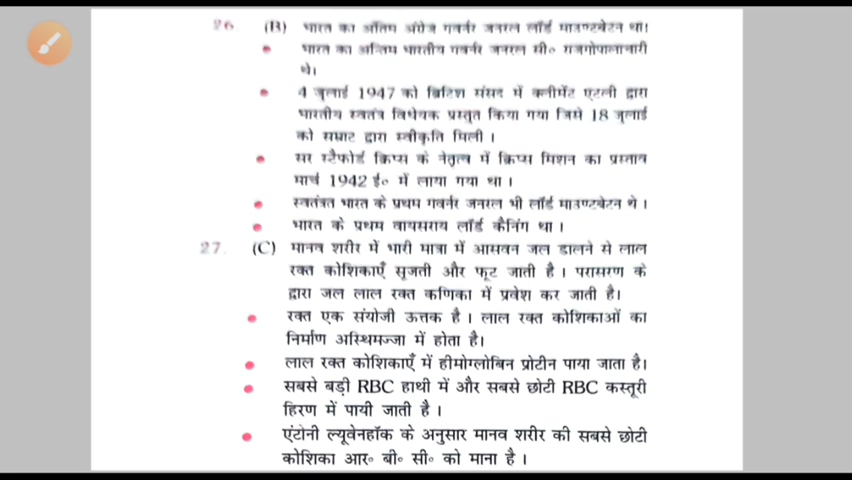 26 (B) भारत का अंतिम अंग्रेज गवर्नर जनरल लॉर्ड माउण्टबेटन था।
• भारत का अन्तिम भारतीय गवर्नर जनरल सी० राजगोपालाचारी
थे।
• 4 जुलाई 1947 को ब्रिटिश संसद में क्लीमेंट एटली द्वारा
भारतीय स्वतंत्र विधेयक प्रस्तुत किया गया जिसे 18 जुलाई
को सम्राट द्वारा स्वीकृति मिली ।
• सर स्टैफोर्ड क्रिप्स के नेतृत्व में क्रिप्स मिशन का प्रस्ताव
मार्च 1942 ई० में लाया गया था ।
• स्वतंत्रत भारत के प्रथम गवर्नर जनरल भी लॉर्ड माउण्टबेटन थे ।
• भारत के प्रथम वायसराय लॉर्ड कैनिंग था ।
27. (C) मानव शरीर में भारी मात्रा में आसवन जल डालने से लाल
रक्त कोशिकाएँ सूजती और फूट जाती है । परासरण के
द्वारा जल लाल रक्त कणिका में प्रवेश कर जाती है।
• रक्त एक संयोजी ऊत्तक है । लाल रक्त कोशिकाओं का
निर्माण अस्थिमज्जा में होता है।
• लाल रक्त कोशिकाएँ में हीमोग्लोबिन प्रोटीन पाया जाता है।
• सबसे बड़ी RBC हाथी में और सबसे छोटी RBC कस्तूरी
हिरण में पायी जाती है ।
• एंटोनी ल्यूवेनहॉक के अनुसार मानव शरीर की सबसे छोटी
कोशिका आर० बी० सी० को माना है ।